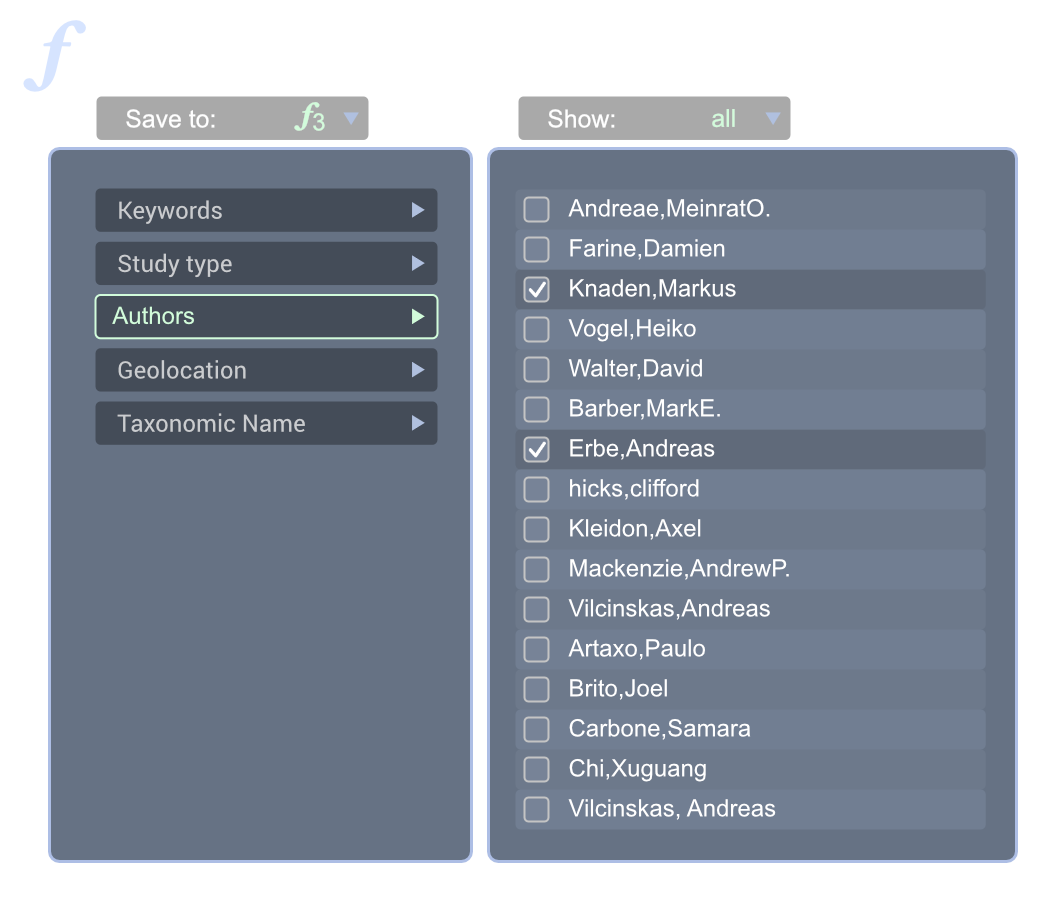 f
Save to: f3
Show: all
Keywords
Study type
Authors
Geolocation
Taxonomic Name
Andreae,MeinratO.
Farine,Damien
Knaden,Markus
Vogel,Heiko
Walter,David
Barber,MarkE.
Erbe,Andreas
hicks,clifford
Kleidon,Axel
Mackenzie,AndrewP.
Vilcinskas,Andreas
Artaxo,Paulo
Brito,Joel
Carbone,Samara
Chi,Xuguang
Vilcinskas, Andreas